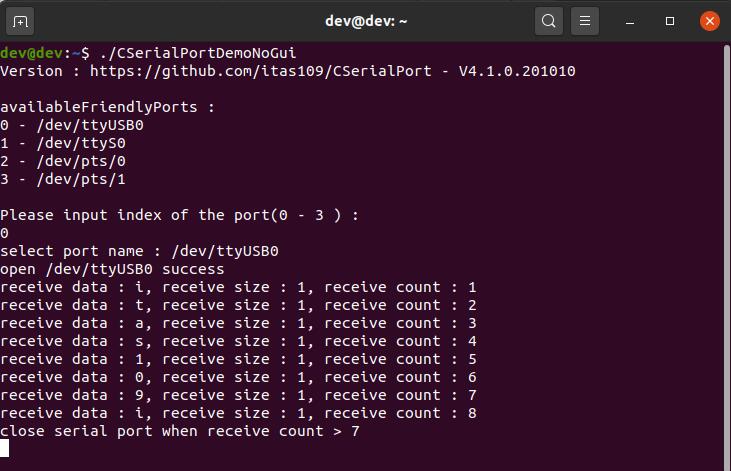 dev@dev: ~
dev@dev:~$ ./CSerialPortDemoNoGui
Version : https://github.com/itas109/CSerialPort - V4.1.0.201010
availableFriendlyPorts :
0 - /dev/ttyUSB0
1 - /dev/ttyS0
2 - /dev/pts/0
3 - /dev/pts/1
Please input index of the port(0 - 3 ) :
0
select port name : /dev/ttyUSB0
open /dev/ttyUSB0 success
receive data : i, receive size : 1, receive count : 1
receive data : t, receive size : 1, receive count : 2
receive data : a, receive size : 1, receive count : 3
receive data : s, receive size : 1, receive count : 4
receive data : 1, receive size : 1, receive count : 5
receive data : 0, receive size : 1, receive count : 6
receive data : 9, receive size : 1, receive count : 7
receive data : i, receive size : 1, receive count : 8
close serial port when receive count > 7